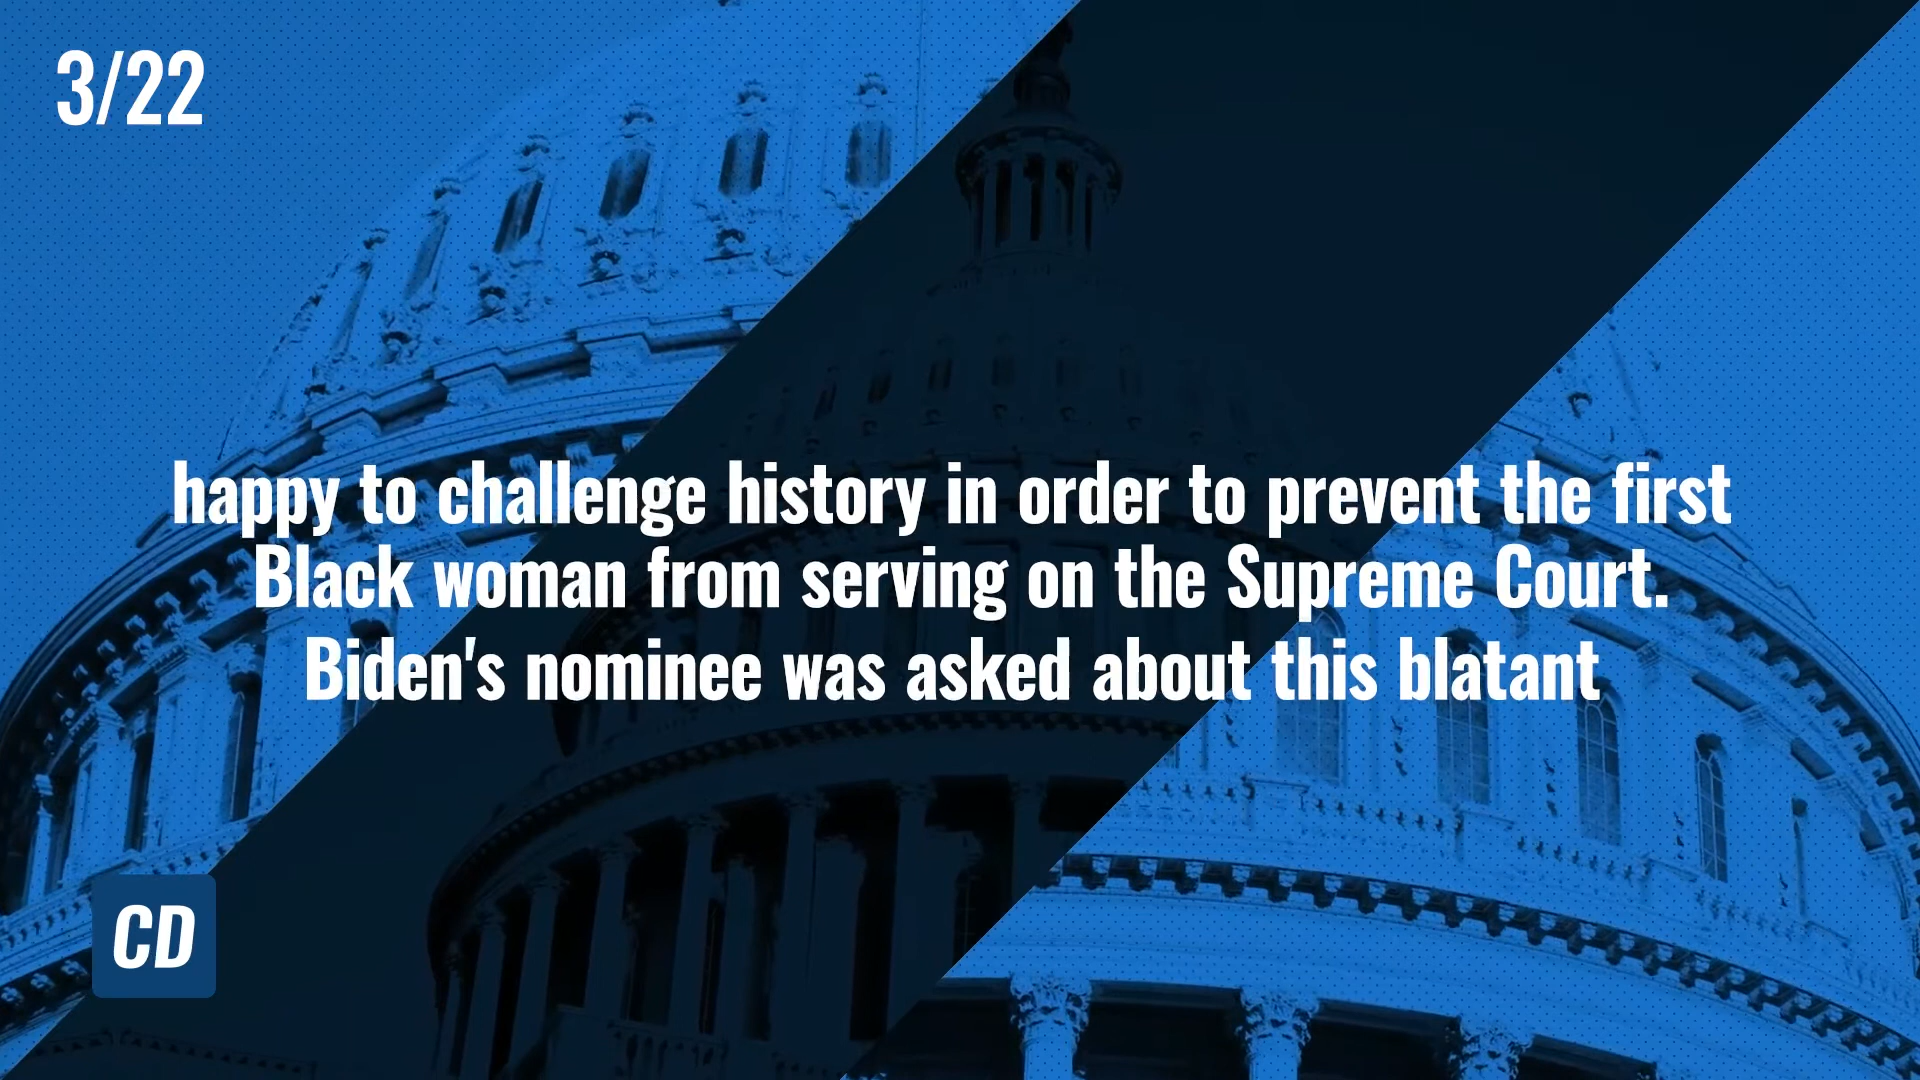 3/22
happy to challenge history in order to prevent the first
Black woman from serving on the Supreme Court.
Biden's nominee was asked about this blatant
CD